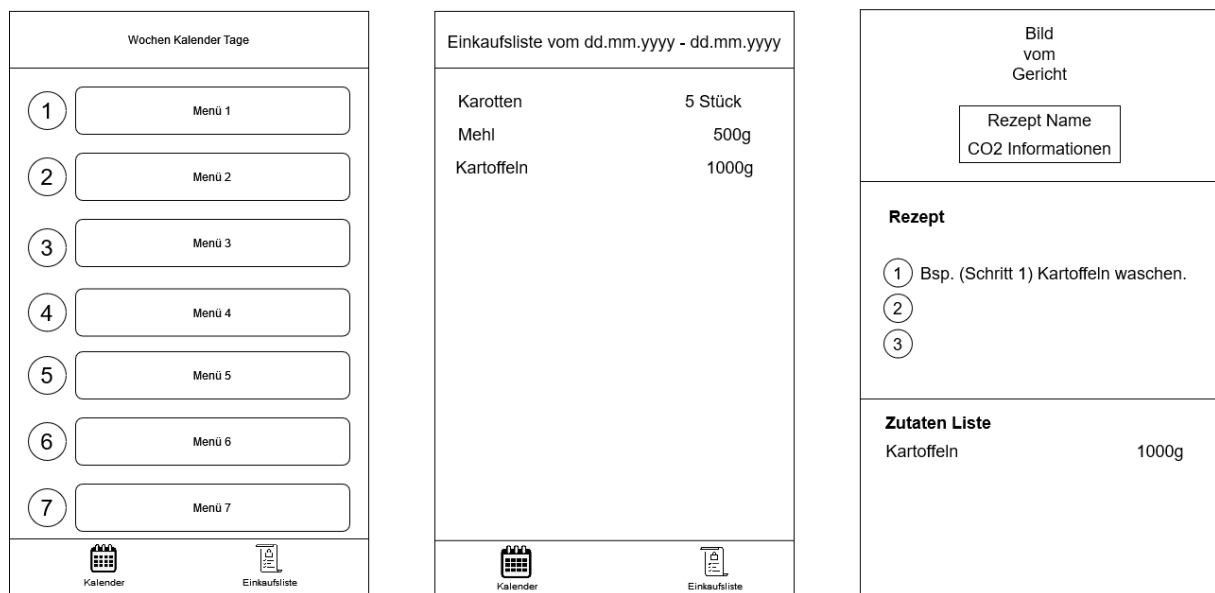 Wochen Kalender Tage
1 Menü 1
2 Menü 2
3 Menü 3
4 Menü 4
5 Menü 5
6 Menü 6
7 Menü 7
Kalender Einkaufsliste
Einkaufsliste vom dd.mm.yyyy - dd.mm.yyyy
Karotten 5 Stück
Mehl 500g
Kartoffeln 1000g
Kalender Einkaufsliste
Bild
vom
Gericht
Rezept Name
CO2 Informationen
Rezept
1 Bsp. (Schritt 1) Kartoffeln waschen.
2
3
Zutaten Liste
Kartoffeln 1000g